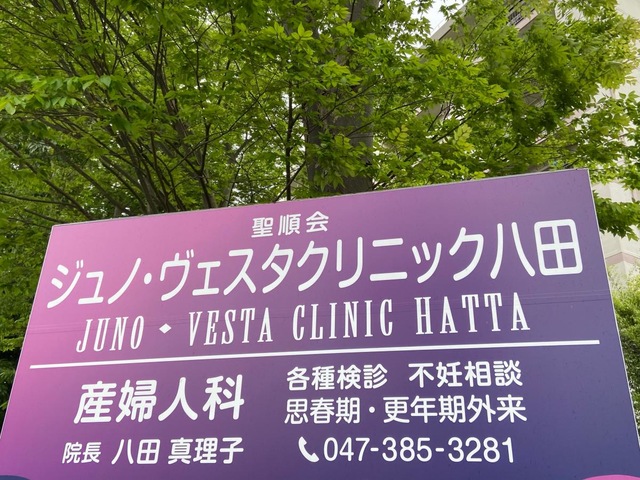 聖順会
ジュノ・ヴェスタクリニック八田
JUNO ◆ VESTA CLINIC HATTA
産婦人科
院長 八田 真理子
各種検診 不妊相談
思春期・更年期外来
047-385-3281